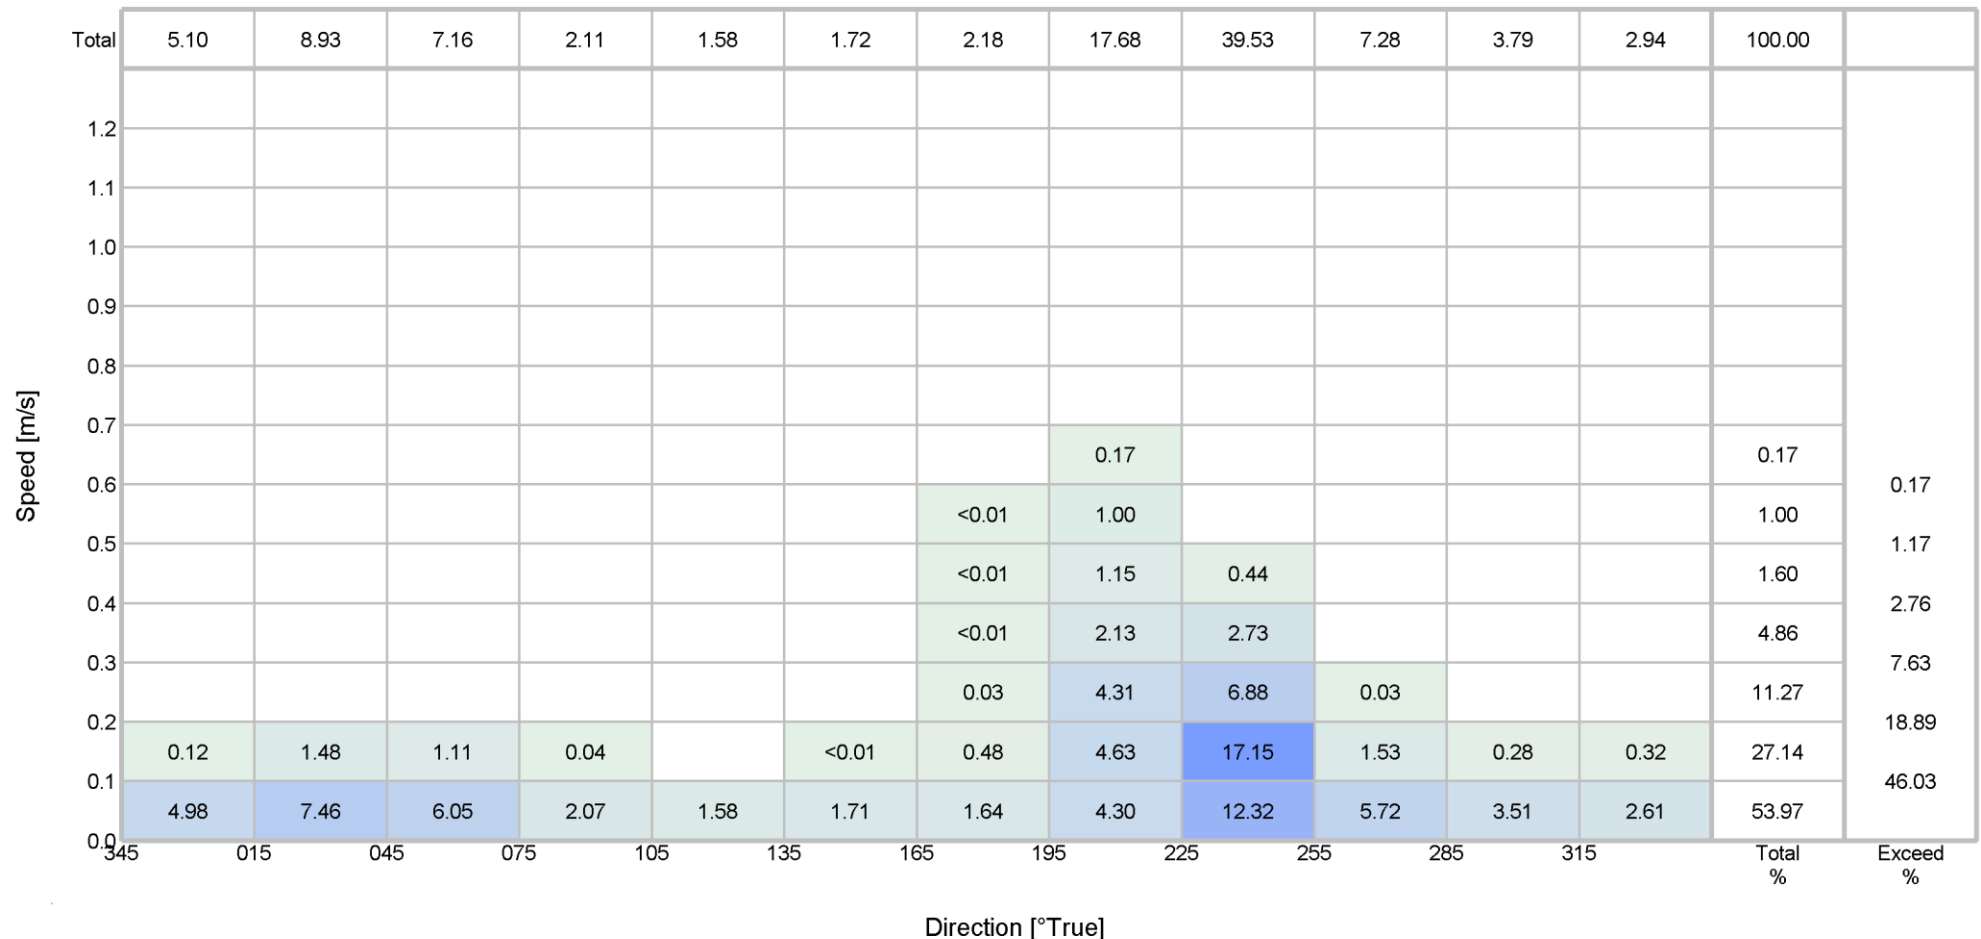 Total 5.10 8.93 7.16 2.11 1.58 1.72 2.18 17.68 39.53 7.28 3.79 2.94 100.00
1.2
1.1
1.0
0.9
0.8
0.7
0.17 0.17
0.6 0.17
<0.01 1.00 1.00
0.5 1.17
<0.01 1.15 0.44 1.60
0.4 2.76
<0.01 2.13 2.73 4.86
0.3 7.63
0.03 4.31 6.88 0.03 11.27
0.2 18.89
0.12 1.48 1.11 0.04 <0.01 0.48 4.63 17.15 1.53 0.28 0.32 27.14
0.1 46.03
4.98 7.46 6.05 2.07 1.58 1.71 1.64 4.30 12.32 5.72 3.51 2.61 53.97
0.0
345 015 045 075 105 135 165 195 225 255 285 315 Total Exceed
% %
Speed [m/s]
Direction [°True]